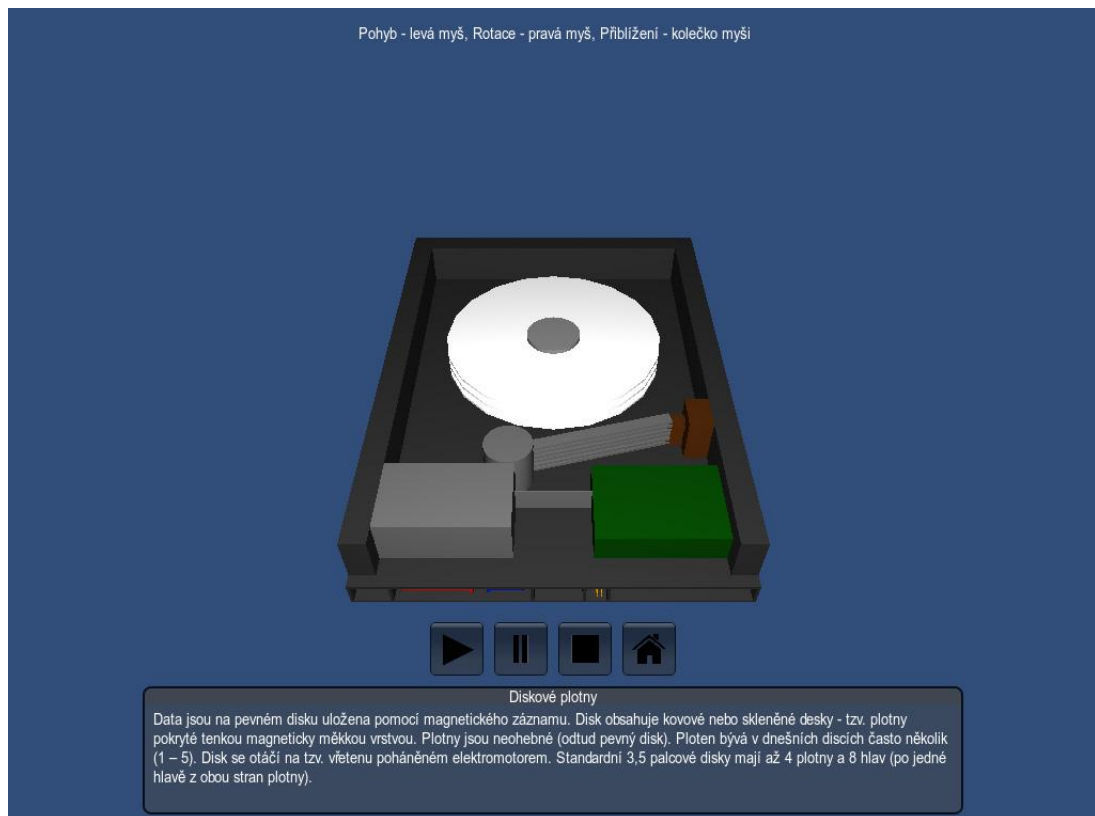 Pohyb - levá myš, Rotace - pravá myš, Přiblížení - kolečko myši
Diskové plotny
Data jsou na pevném disku uložena pomocí magnetického záznamu. Disk obsahuje kovové nebo skleněné desky - tzv. plotny
pokryté tenkou magneticky měkkou vrstvou. Plotny jsou neohebné (odtud pevný disk). Ploten bývá v dnešních discích často několik
(1 – 5). Disk se otáčí na tzv. vřetenu poháněném elektromotorem. Standardní 3,5 palcové disky mají až 4 plotny a 8 hlav (po jedné
hlavě z obou stran plotny).